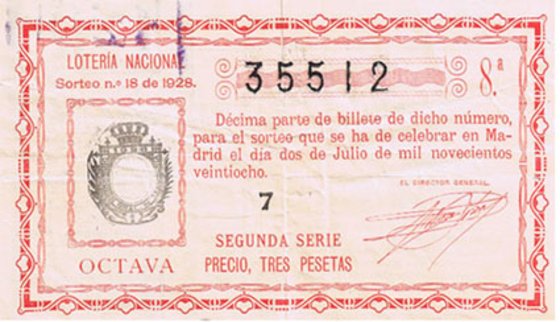 LOTERÍA NACIONAL
Sorteo n.º 18 de 1928.
35512
8.ª
Décima parte de billete de dicho número,
para el sorteo que se ha de celebrar en Ma-
drid el día dos de Julio de mil novecientos
veintiocho.
EL DIRECTOR GENERAL,
7
SEGUNDA SERIE
OCTAVA
PRECIO, TRES PESETAS